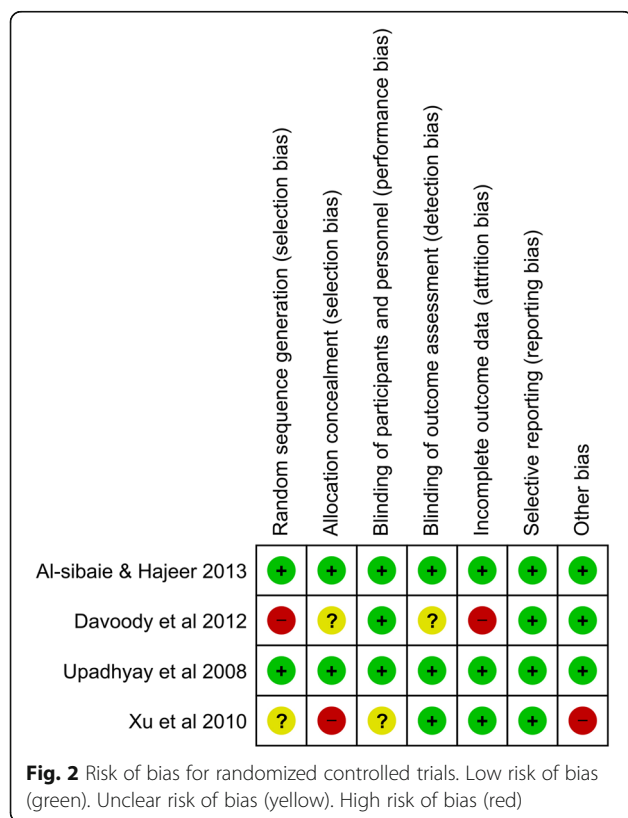 Random sequence generation (selection bias)
Allocation concealment (selection bias)
Blinding of participants and personnel (performance bias)
Blinding of outcome assessment (detection bias)
Incomplete outcome data (attrition bias)
Selective reporting (reporting bias)
Other bias
Al-sibaie & Hajeer 2013 + + + + + + +
Davoody et al 2012 – ? + ? – + +
Upadhyay et al 2008 + + + + + + +
Xu et al 2010 ? – ? + + + –
Fig. 2 Risk of bias for randomized controlled trials. Low risk of bias
(green). Unclear risk of bias (yellow). High risk of bias (red)